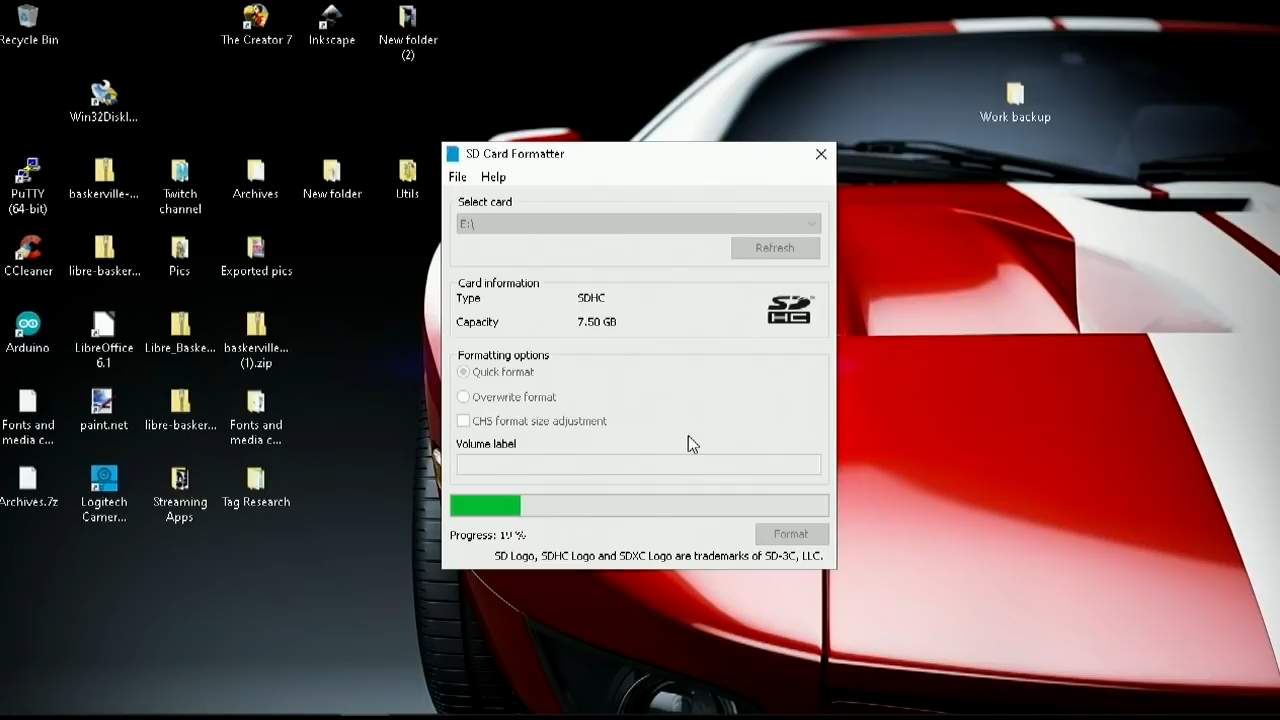 Recycle Bin
The Creator 7
Inkscape
New folder
(2)
Win32DiskI...
Work backup
PuTTY
(64-bit)
baskerville-...
Twitch
channel
Archives
New folder
Utils
CCleaner
libre-basker...
Pics
Exported pics
Arduino
LibreOffice
6.1
Libre_Baske...
baskerville...
(1).zip
Fonts and
media c...
paint.net
libre-basker...
Fonts and
media c...
Archives.7z
Logitech
Camer...
Streaming
Apps
Tag Research
SD Card Formatter
File Help
Select card
E:\
Refresh
Card information
Type SDHC
Capacity 7.50 GB
SD
HC
Formatting options
Quick format
Overwrite format
CHS format size adjustment
Volume label
Progress: 19 %
Format
SD Logo, SDHC Logo and SDXC Logo are trademarks of SD-3C, LLC.